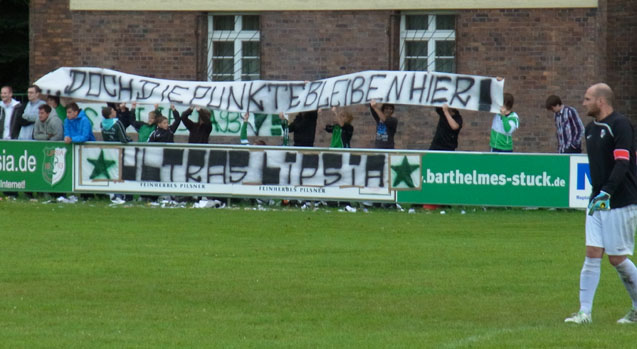 DOCH DIE PUNKTE BLEIBEN HIER!
sia.de
ULTRAS LIPSIA
FEINHERBES PILSNER
FEINHERBES PILSNER
.barthelmes-stuck.de